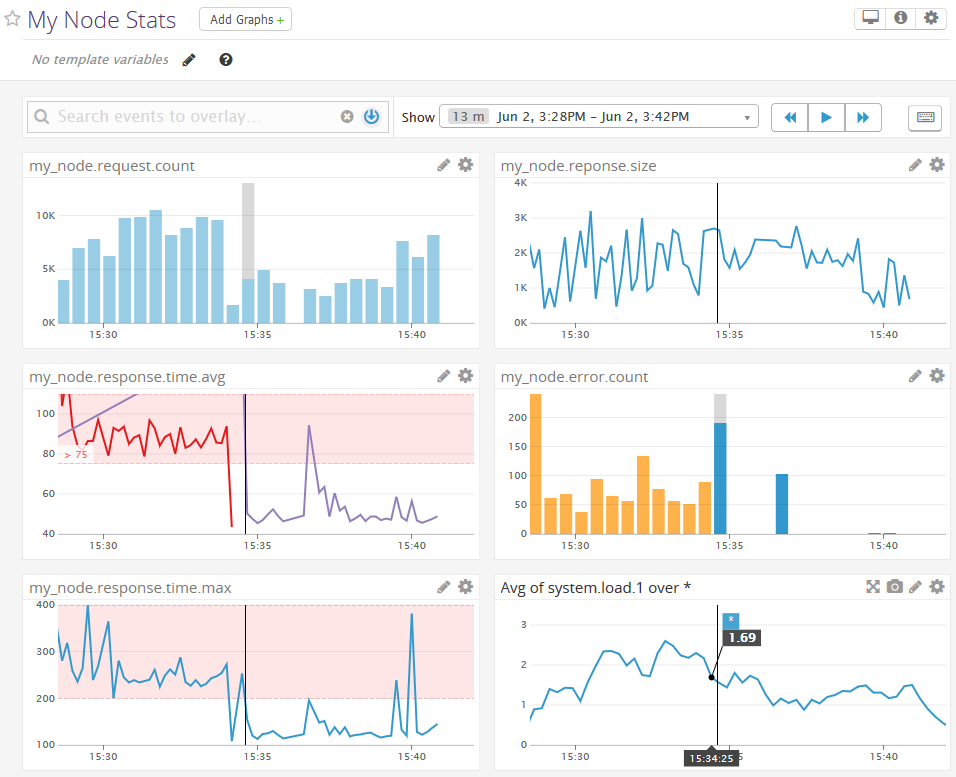 My Node Stats
Add Graphs +
No template variables
Search events to overlay...
Show 13 m Jun 2, 3:28PM – Jun 2, 3:42PM
my_node.request.count
10K
5K
0K
15:30 15:35 15:40
my_node.reponse.size
4K
3K
2K
1K
0K
15:30 15:35 15:40
my_node.response.time.avg
100
80
> 75
60
40
15:30 15:35 15:40
my_node.error.count
200
150
100
50
0
15:30 15:35 15:40
my_node.response.time.max
400
300
200
100
15:30 15:35 15:40
Avg of system.load.1 over *
*
3
1.69
2
1
0
15:30 15:34:25 15:40